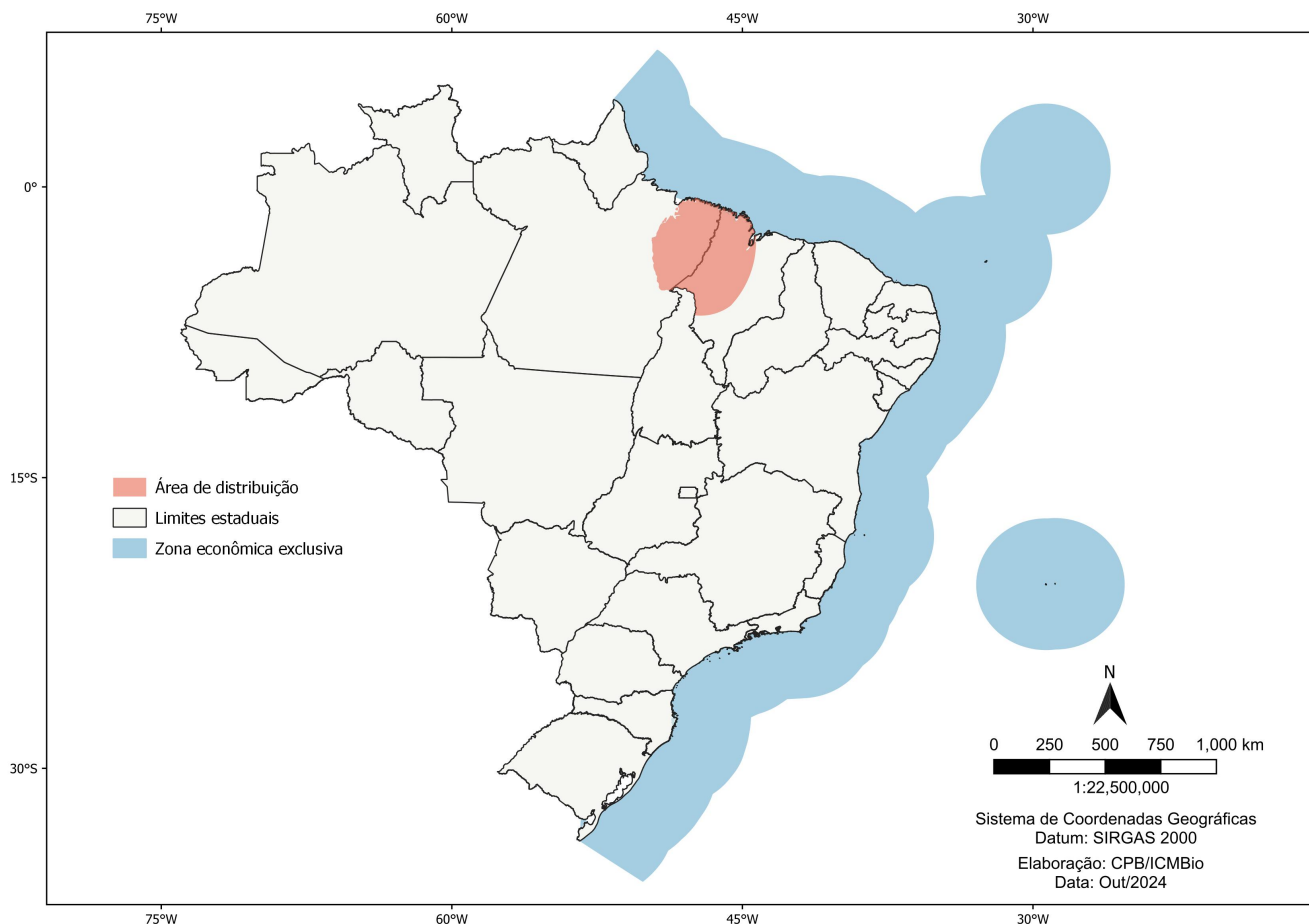 75°W
60°W
45°W
30°W
0°
15°S
30°S
Área de distribuição
Limites estaduais
Zona econômica exclusiva
N
0 250 500 750 1,000 km
1:22,500,000
Sistema de Coordenadas Geográficas
Datum: SIRGAS 2000
Elaboração: CPB/ICMBio
Data: Out/2024
75°W
60°W
45°W
30°W